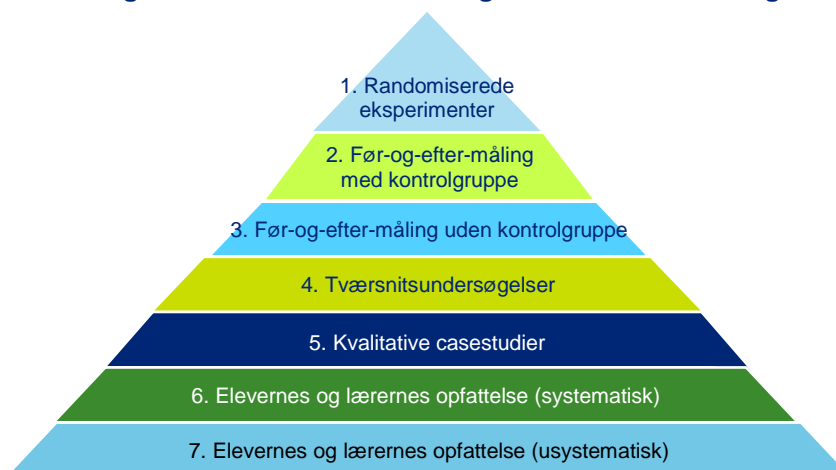 1. Randomiserede
eksperimenter
2. Før-og-efter-måling
med kontrolgruppe
3. Før-og-efter-måling uden kontrolgruppe
4. Tværsnitsundersøgelser
5. Kvalitative casestudier
6. Elevernes og lærernes opfattelse (systematisk)
7. Elevernes og lærernes opfattelse (usystematisk)